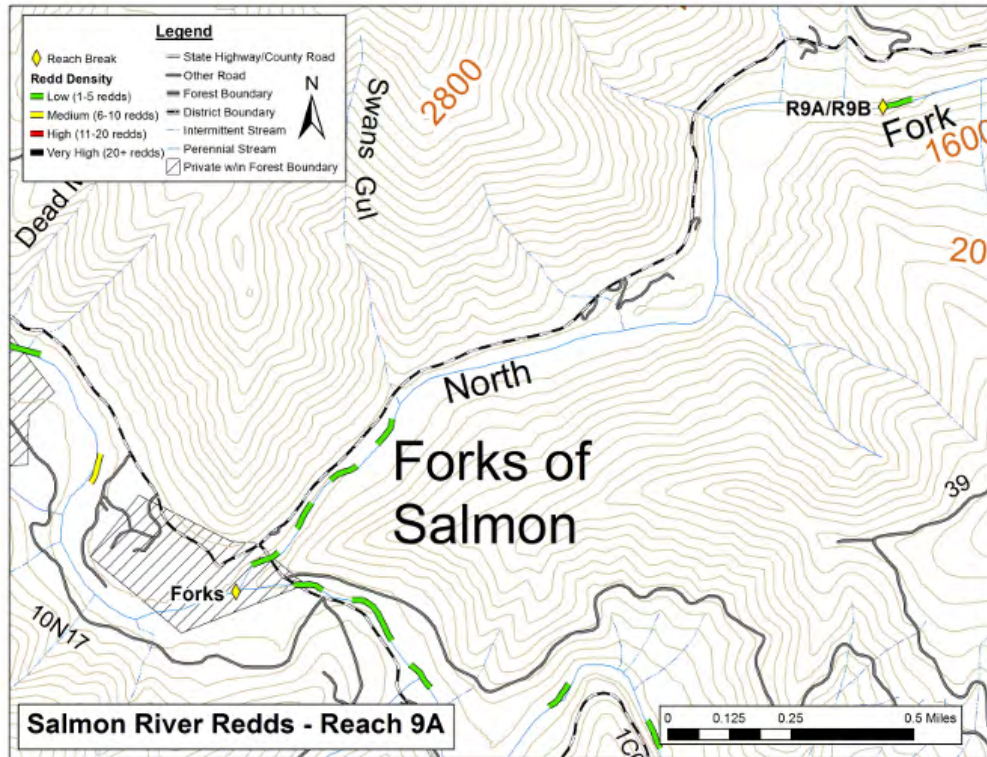 Legend
Reach Break
Redd Density
Low (1-5 redds)
Medium (6-10 redds)
High (11-20 redds)
Very High (20+ redds)
State Highway/County Road
Other Road
Forest Boundary
District Boundary
Intermittent Stream
Perennial Stream
Private w/in Forest Boundary
N
Swans Gul
2800
R9A/R9B
Fork
1600
20
Dead
North
Forks of
Salmon
39
Forks
10N17
Salmon River Redds - Reach 9A
0 0.125 0.25 0.5 Miles